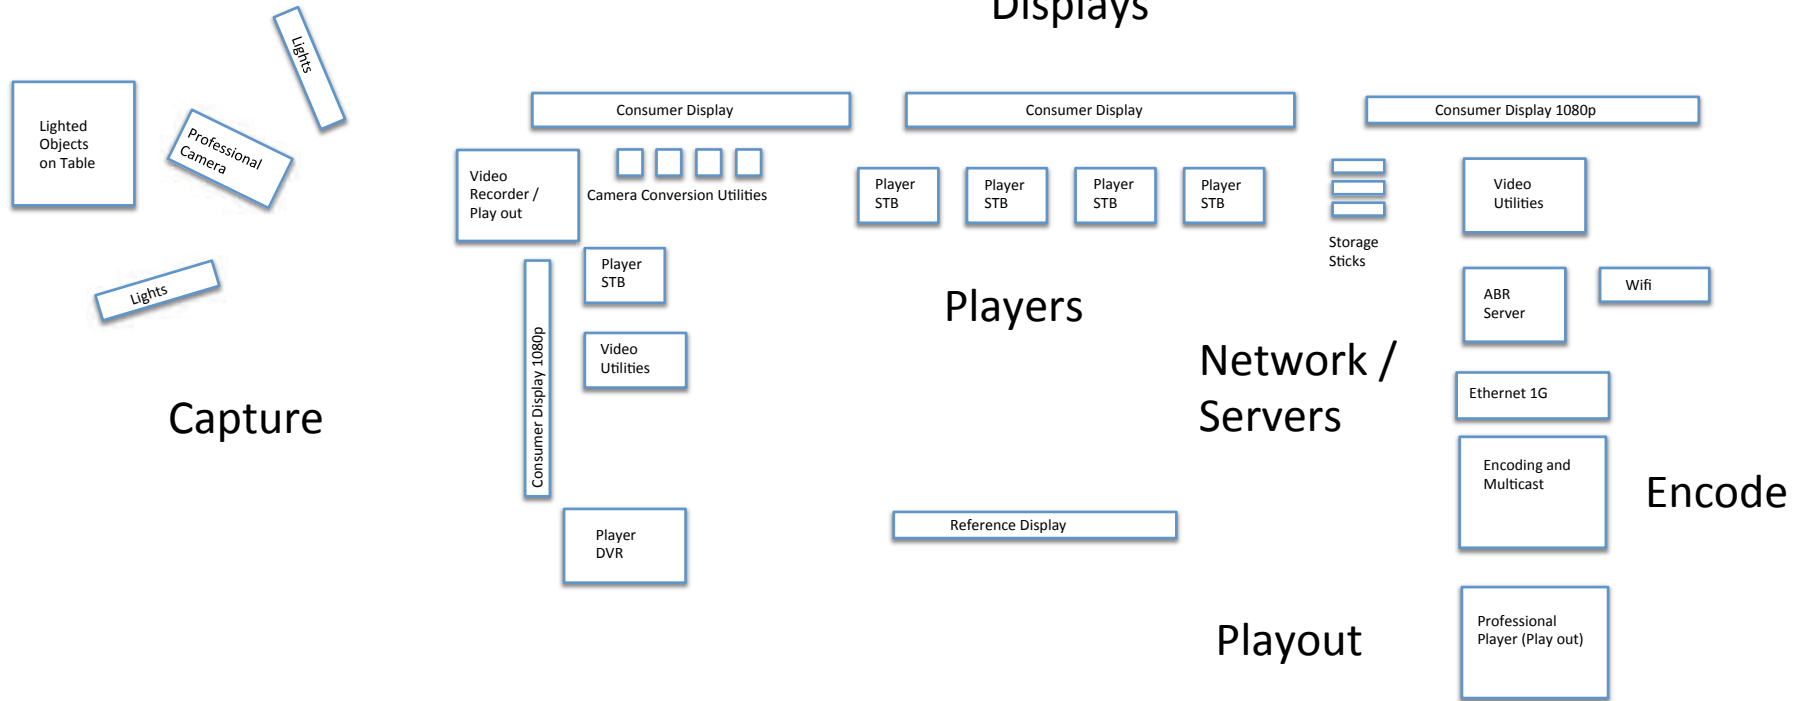 Displays
Lights
Lighted
Objects
on Table
Professional
Camera
Lights
Capture
Consumer Display
Consumer Display
Consumer Display 1080p
Video
Recorder /
Play out
Camera Conversion Utilities
Player
STB
Player
STB
Player
STB
Player
STB
Storage
Sticks
Video
Utilities
Player
STB
Players
ABR
Server
Wifi
Consumer Display 1080p
Video
Utilities
Network /
Servers
Ethernet 1G
Encoding and
Multicast
Encode
Player
DVR
Reference Display
Playout
Professional
Player (Play out)